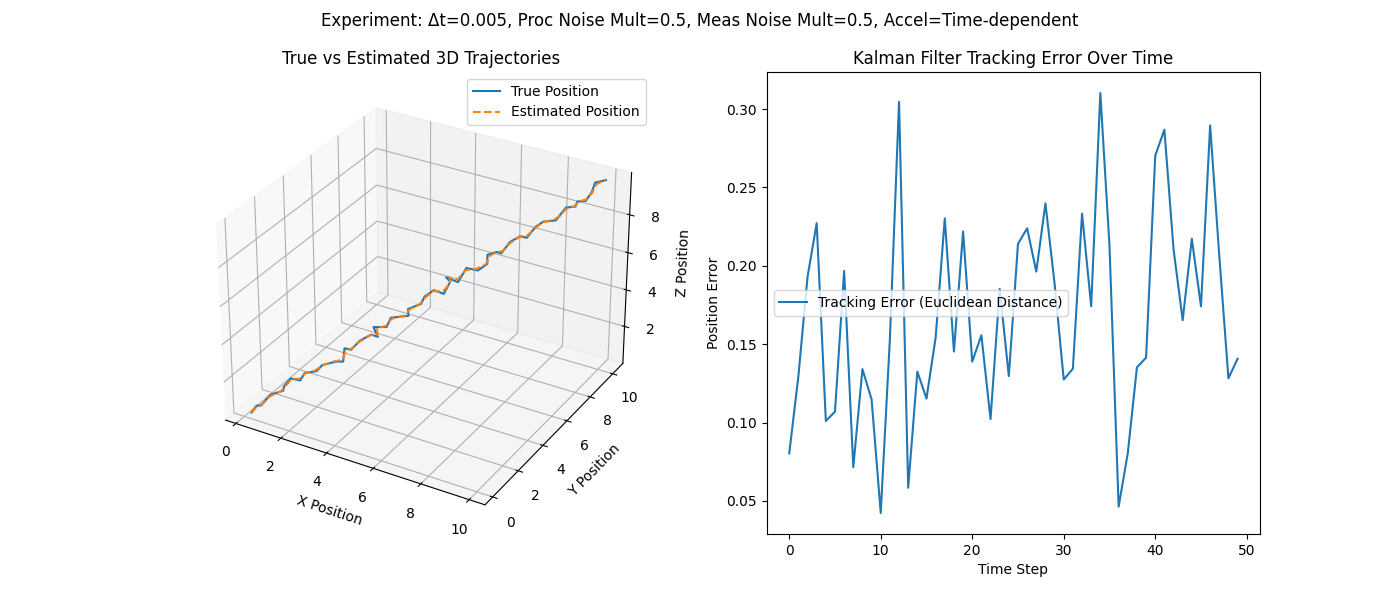 Experiment: Δt=0.005, Proc Noise Mult=0.5, Meas Noise Mult=0.5, Accel=Time-dependent
True vs Estimated 3D Trajectories
True Position
Estimated Position
0
2
4
6
8
10
X Position
0
2
4
6
8
10
Y Position
2
4
6
8
Z Position
Kalman Filter Tracking Error Over Time
Tracking Error (Euclidean Distance)
0.30
0.25
0.20
0.15
0.10
0.05
Position Error
0
10
20
30
40
50
Time Step